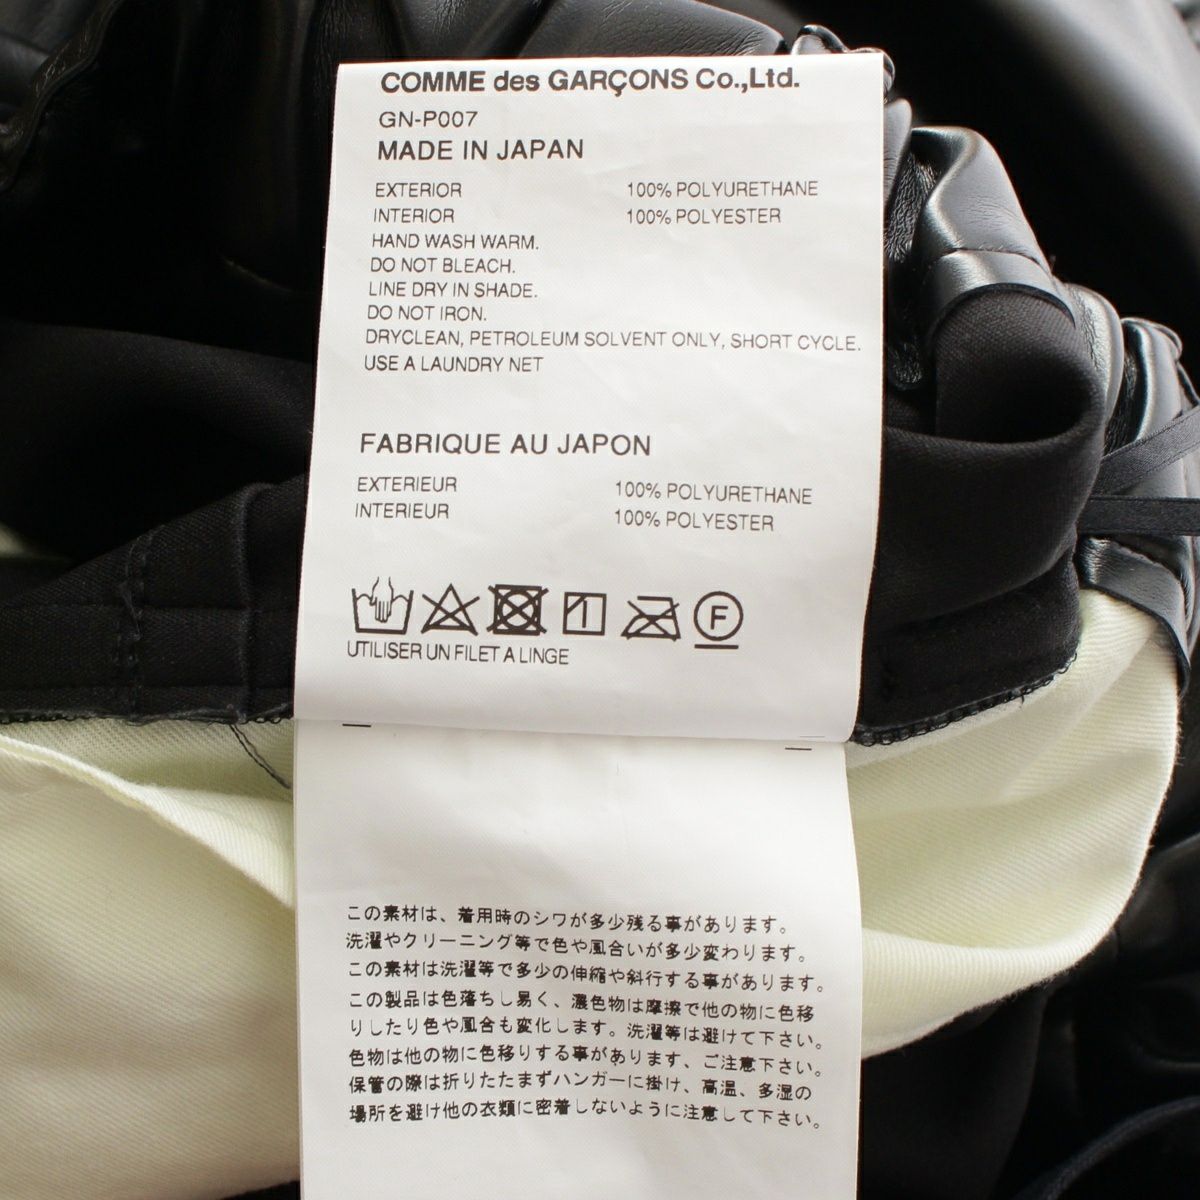 COMME des GARÇONS Co.,Ltd.
GN-P007
MADE IN JAPAN
EXTERIOR 100% POLYURETHANE
INTERIOR 100% POLYESTER
HAND WASH WARM.
DO NOT BLEACH.
LINE DRY IN SHADE.
DO NOT IRON.
DRYCLEAN, PETROLEUM SOLVENT ONLY, SHORT CYCLE.
USE A LAUNDRY NET
FABRIQUE AU JAPON
EXTERIEUR 100% POLYURETHANE
INTERIEUR 100% POLYESTER
F
UTILISER UN FILET A LINGE
この素材は、着用時のシワが多少残る事があります。
洗濯やクリーニング等で色や風合いが多少変わります。
この素材は洗濯等で多少の伸縮や斜行する事があります。
この製品は色落ちし易く、濃色物は摩擦で他の物に色移
りしたり色や風合も変化します。洗濯等は避けて下さい。
色物は他の物に色移りする事があります、ご注意下さい。
保管の際は折りたたまずハンガーに掛け、高温、多湿の
場所を避け他の衣類に密着しないように注意して下さい。